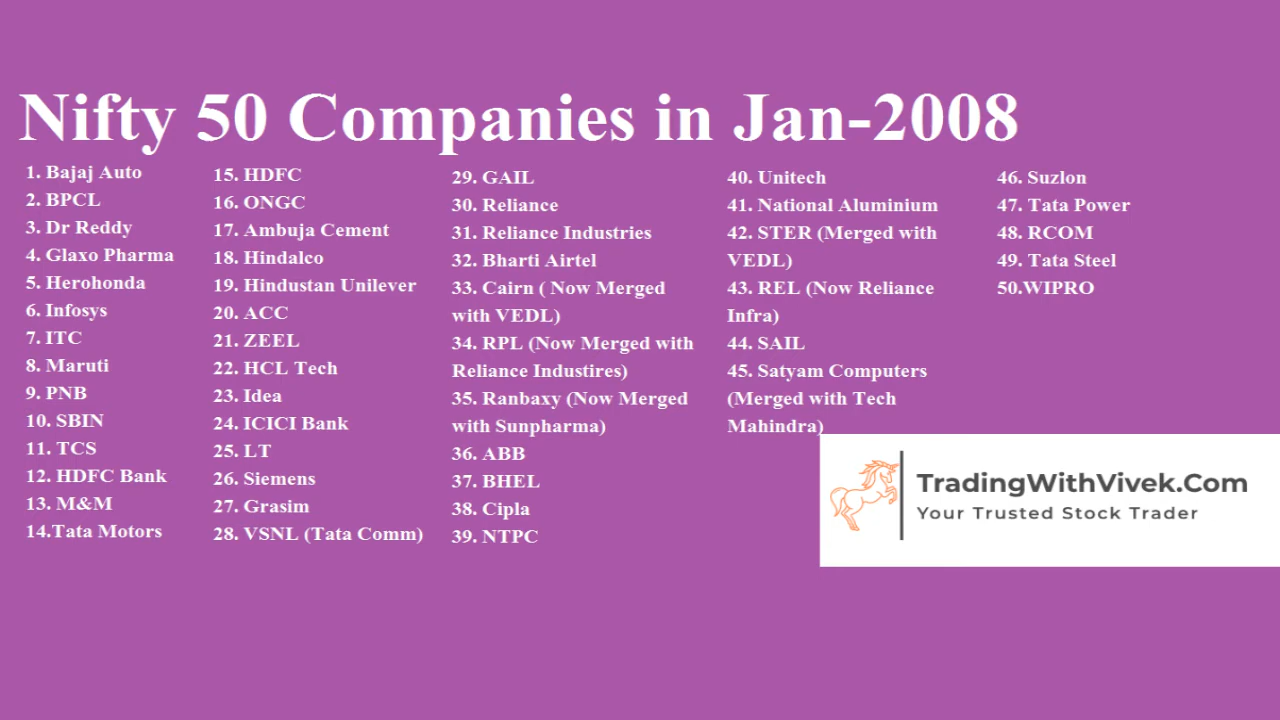 Nifty 50 Companies in Jan-2008
1. Bajaj Auto
2. BPCL
3. Dr Reddy
4. Glaxo Pharma
5. Herohonda
6. Infosys
7. ITC
8. Maruti
9. PNB
10. SBIN
11. TCS
12. HDFC Bank
13. M&M
14.Tata Motors
15. HDFC
16. ONGC
17. Ambuja Cement
18. Hindalco
19. Hindustan Unilever
20. ACC
21. ZEEL
22. HCL Tech
23. Idea
24. ICICI Bank
25. LT
26. Siemens
27. Grasim
28. VSNL (Tata Comm)
29. GAIL
30. Reliance
31. Reliance Industries
32. Bharti Airtel
33. Cairn ( Now Merged
with VEDL)
34. RPL (Now Merged with
Reliance Industires)
35. Ranbaxy (Now Merged
with Sunpharma)
36. ABB
37. BHEL
38. Cipla
39. NTPC
40. Unitech
41. National Aluminium
42. STER (Merged with
VEDL)
43. REL (Now Reliance
Infra)
44. SAIL
45. Satyam Computers
(Merged with Tech
Mahindra)
46. Suzlon
47. Tata Power
48. RCOM
49. Tata Steel
50.WIPRO
TradingWithVivek.Com
Your Trusted Stock Trader